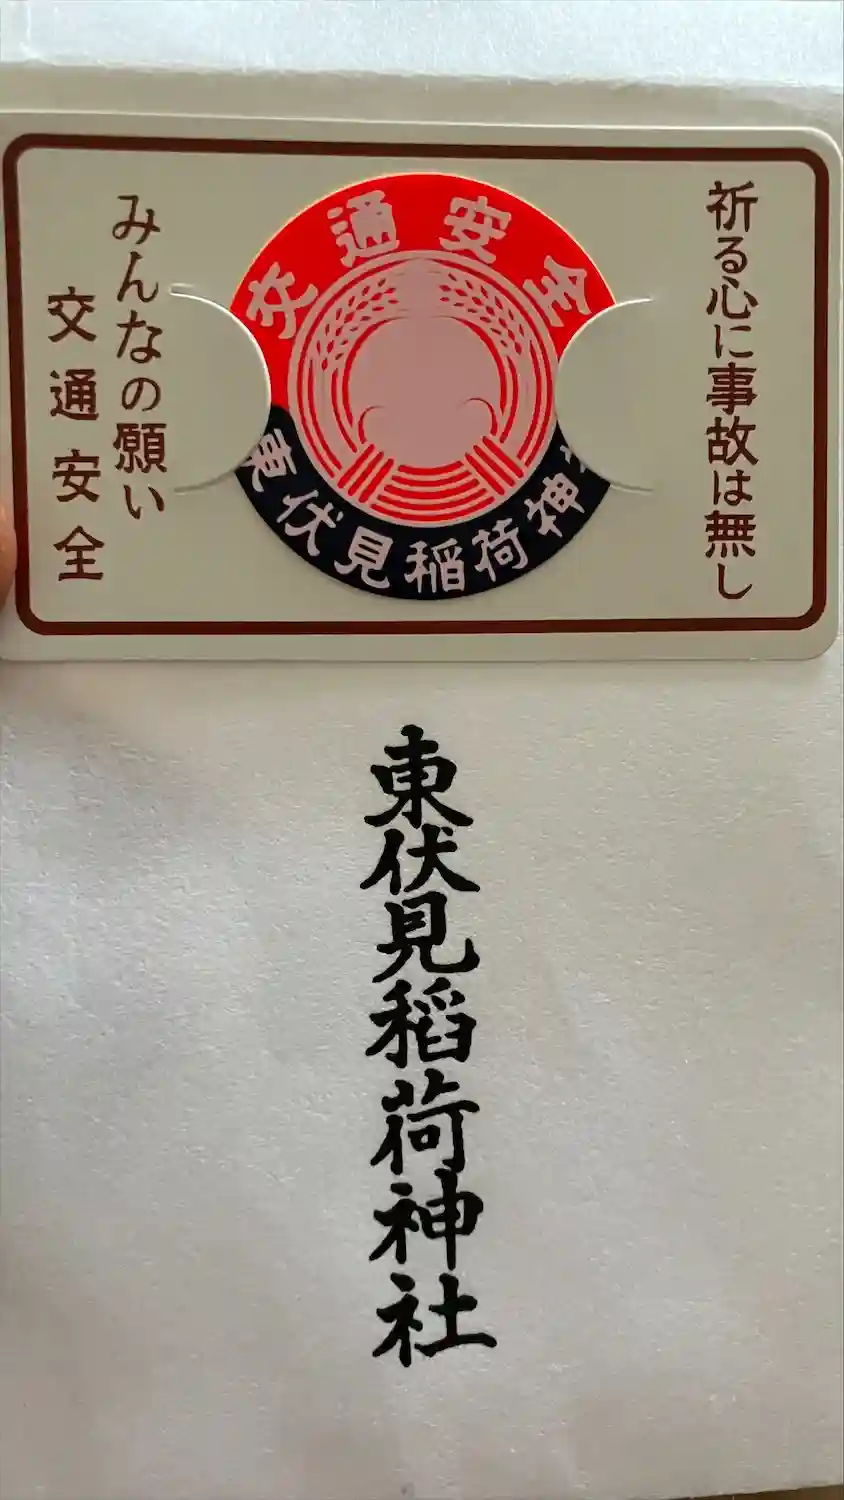 祈る心に事故は無し
交通安全
東伏見稲荷神
みんなの願い
交通安全
東伏見稲荷神社